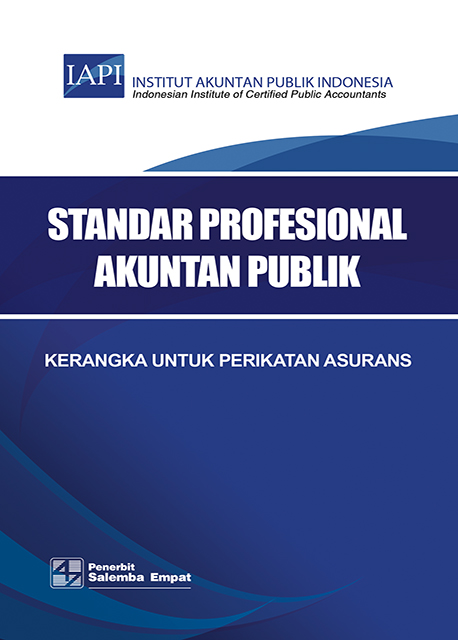 IAPI
INSTITUT AKUNTAN PUBLIK INDONESIA
Indonesian Institute of Certified Public Accountants
STANDAR PROFESIONAL
AKUNTAN PUBLIK
KERANGKA UNTUK PERIKATAN ASURANS
Penerbit
Salemba Empat